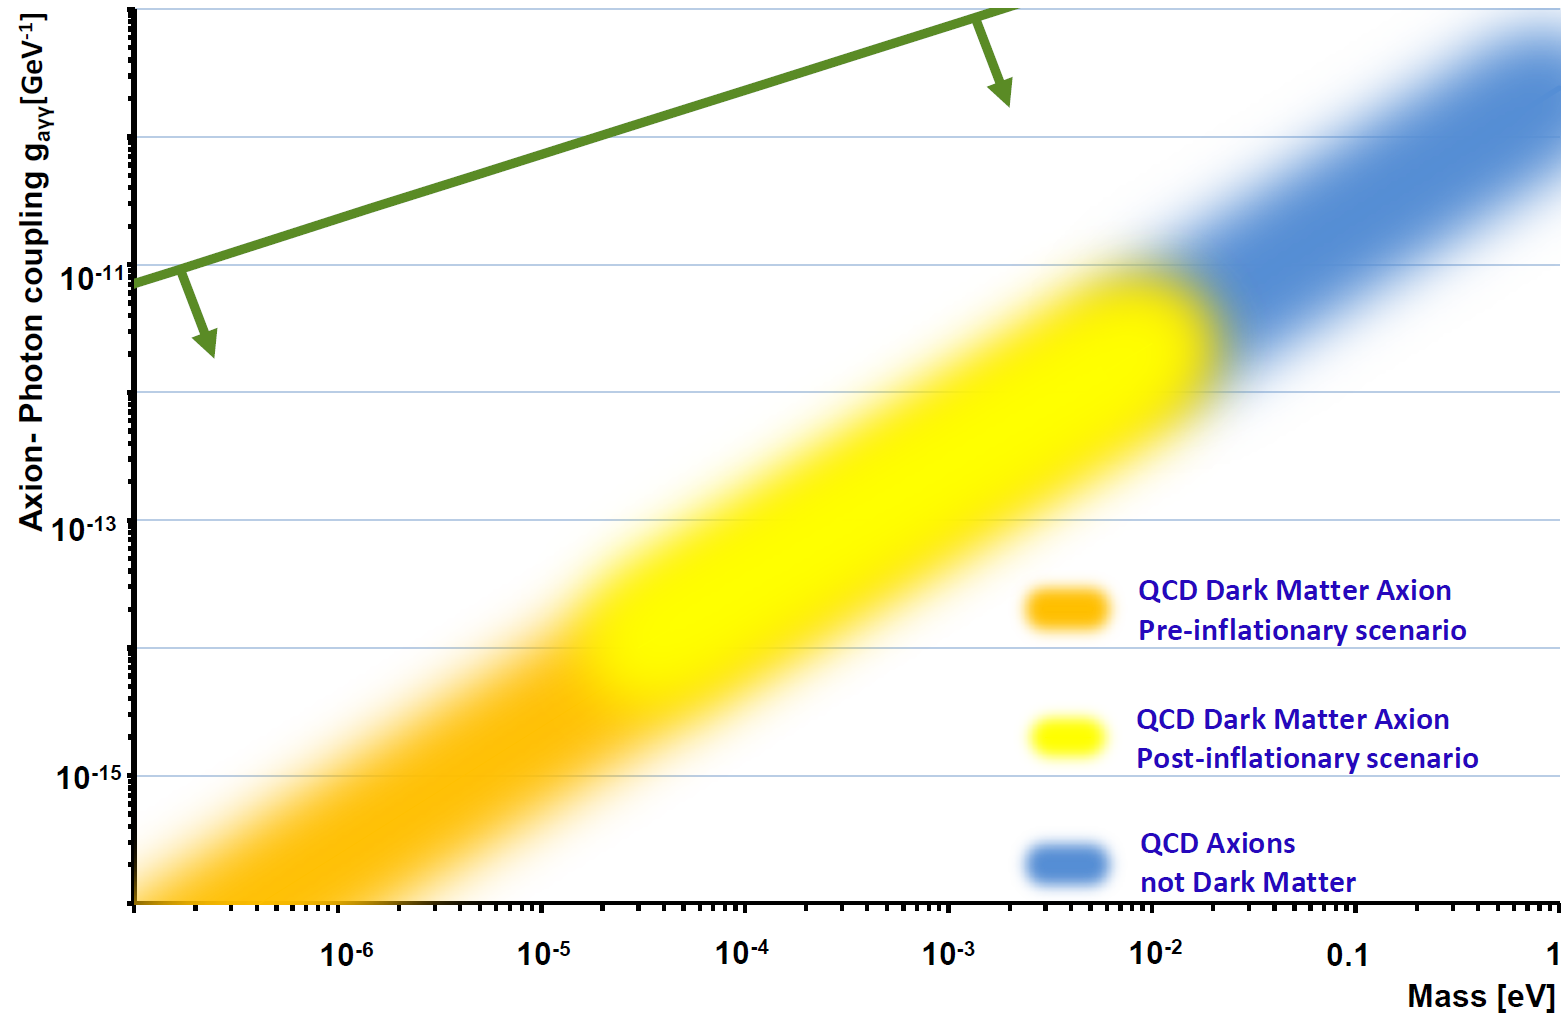 Axion- Photon coupling gaγγ[GeV-1]
10-11
10-13
10-15
QCD Dark Matter Axion
Pre-inflationary scenario
QCD Dark Matter Axion
Post-inflationary scenario
QCD Axions
not Dark Matter
10-6 10-5 10-4 10-3 10-2 0.1 1
Mass [eV]